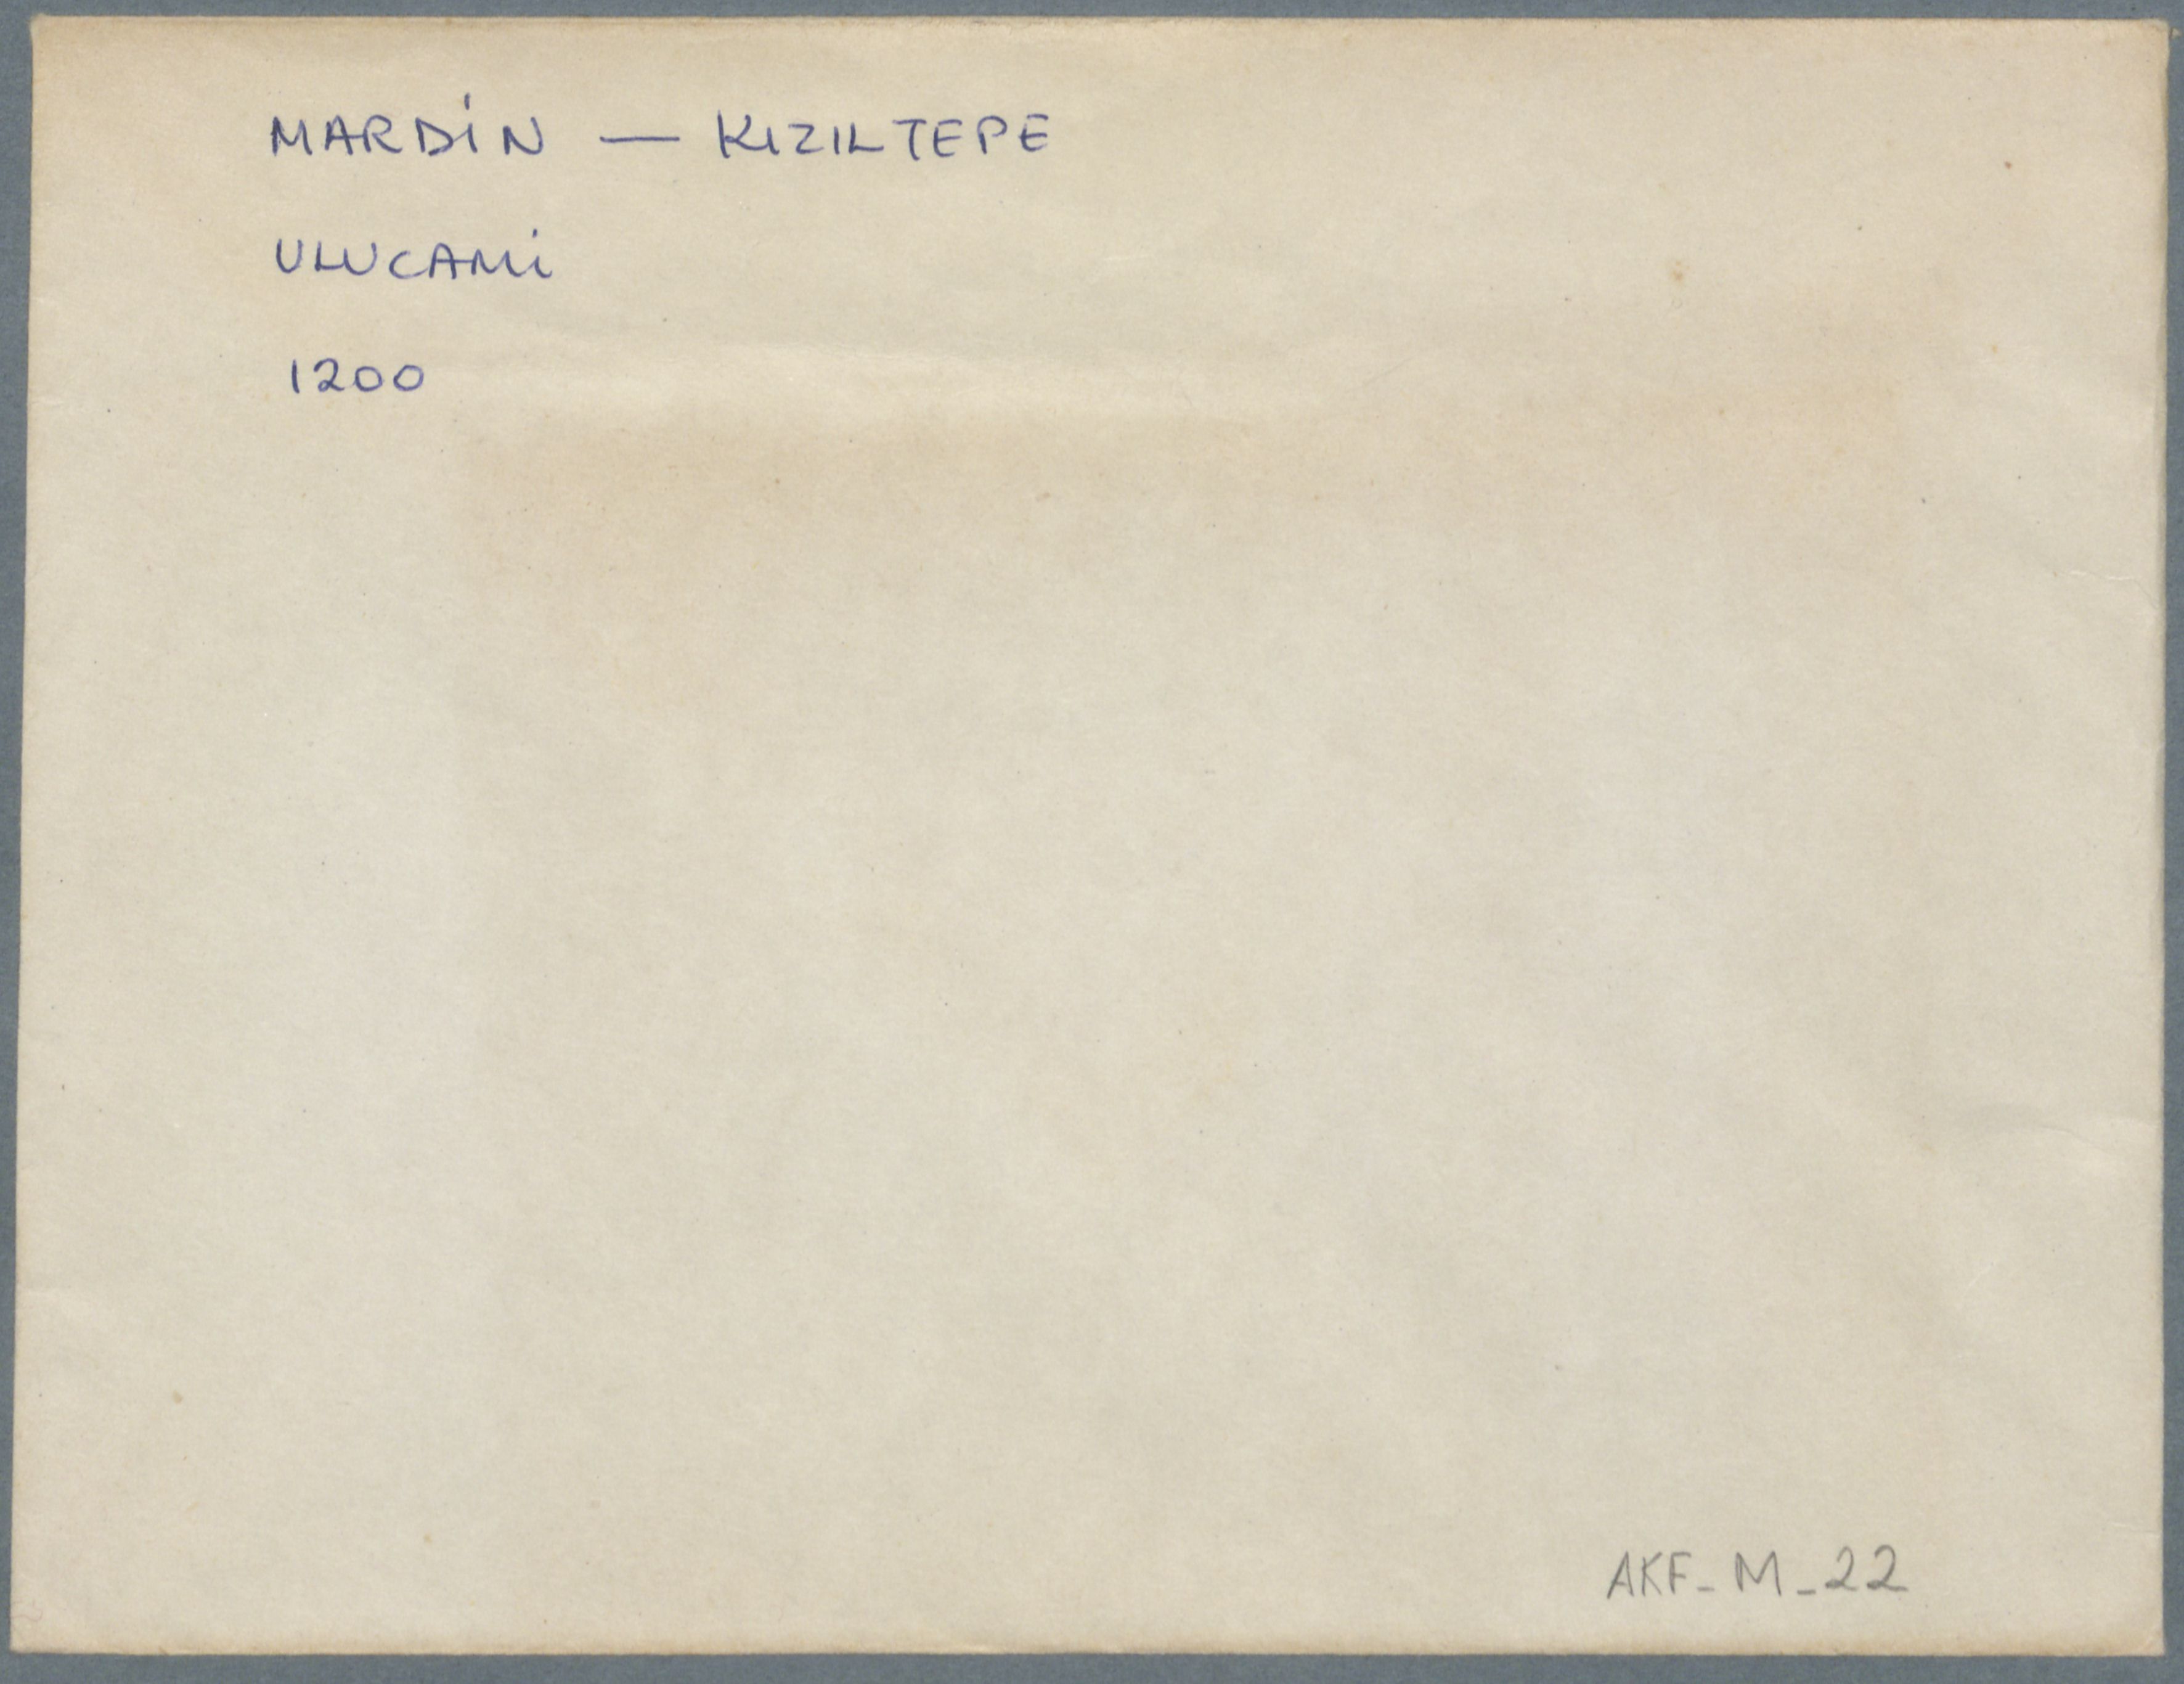 MARDİN — KIZILTEPE
ULUCAMİ
1200
AKF_M_22